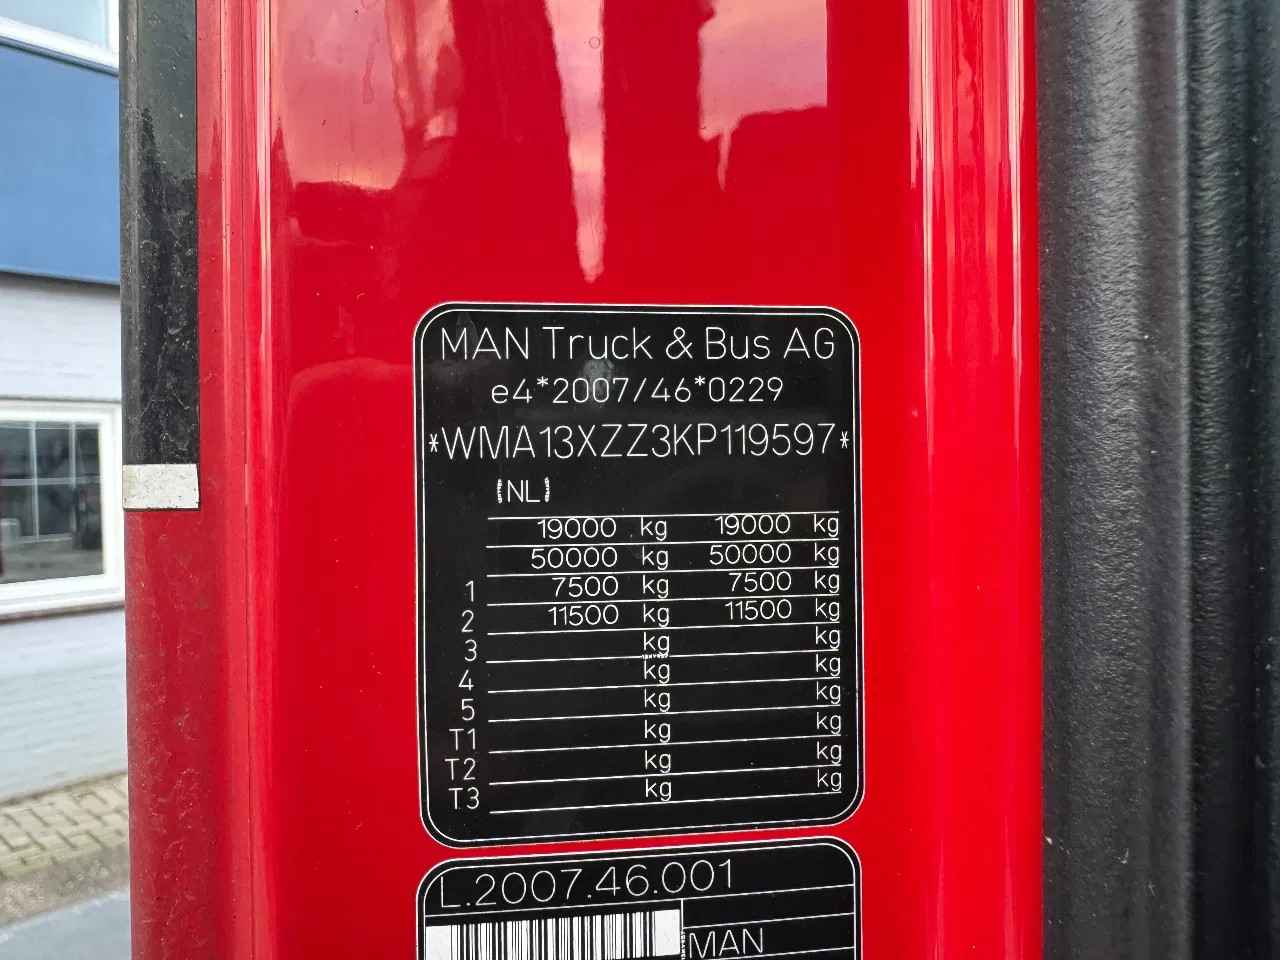 MAN Truck & Bus AG
e4*2007/46*0229
*WMA13XZZ3KP119597*
(NL)
19000 kg 19000 kg
50000 kg 50000 kg
1 7500 kg 7500 kg
2 11500 kg 11500 kg
3 kg kg
4 kg kg
5 kg kg
T1 kg kg
T2 kg kg
T3 kg kg
L.2007.46.001
MAN